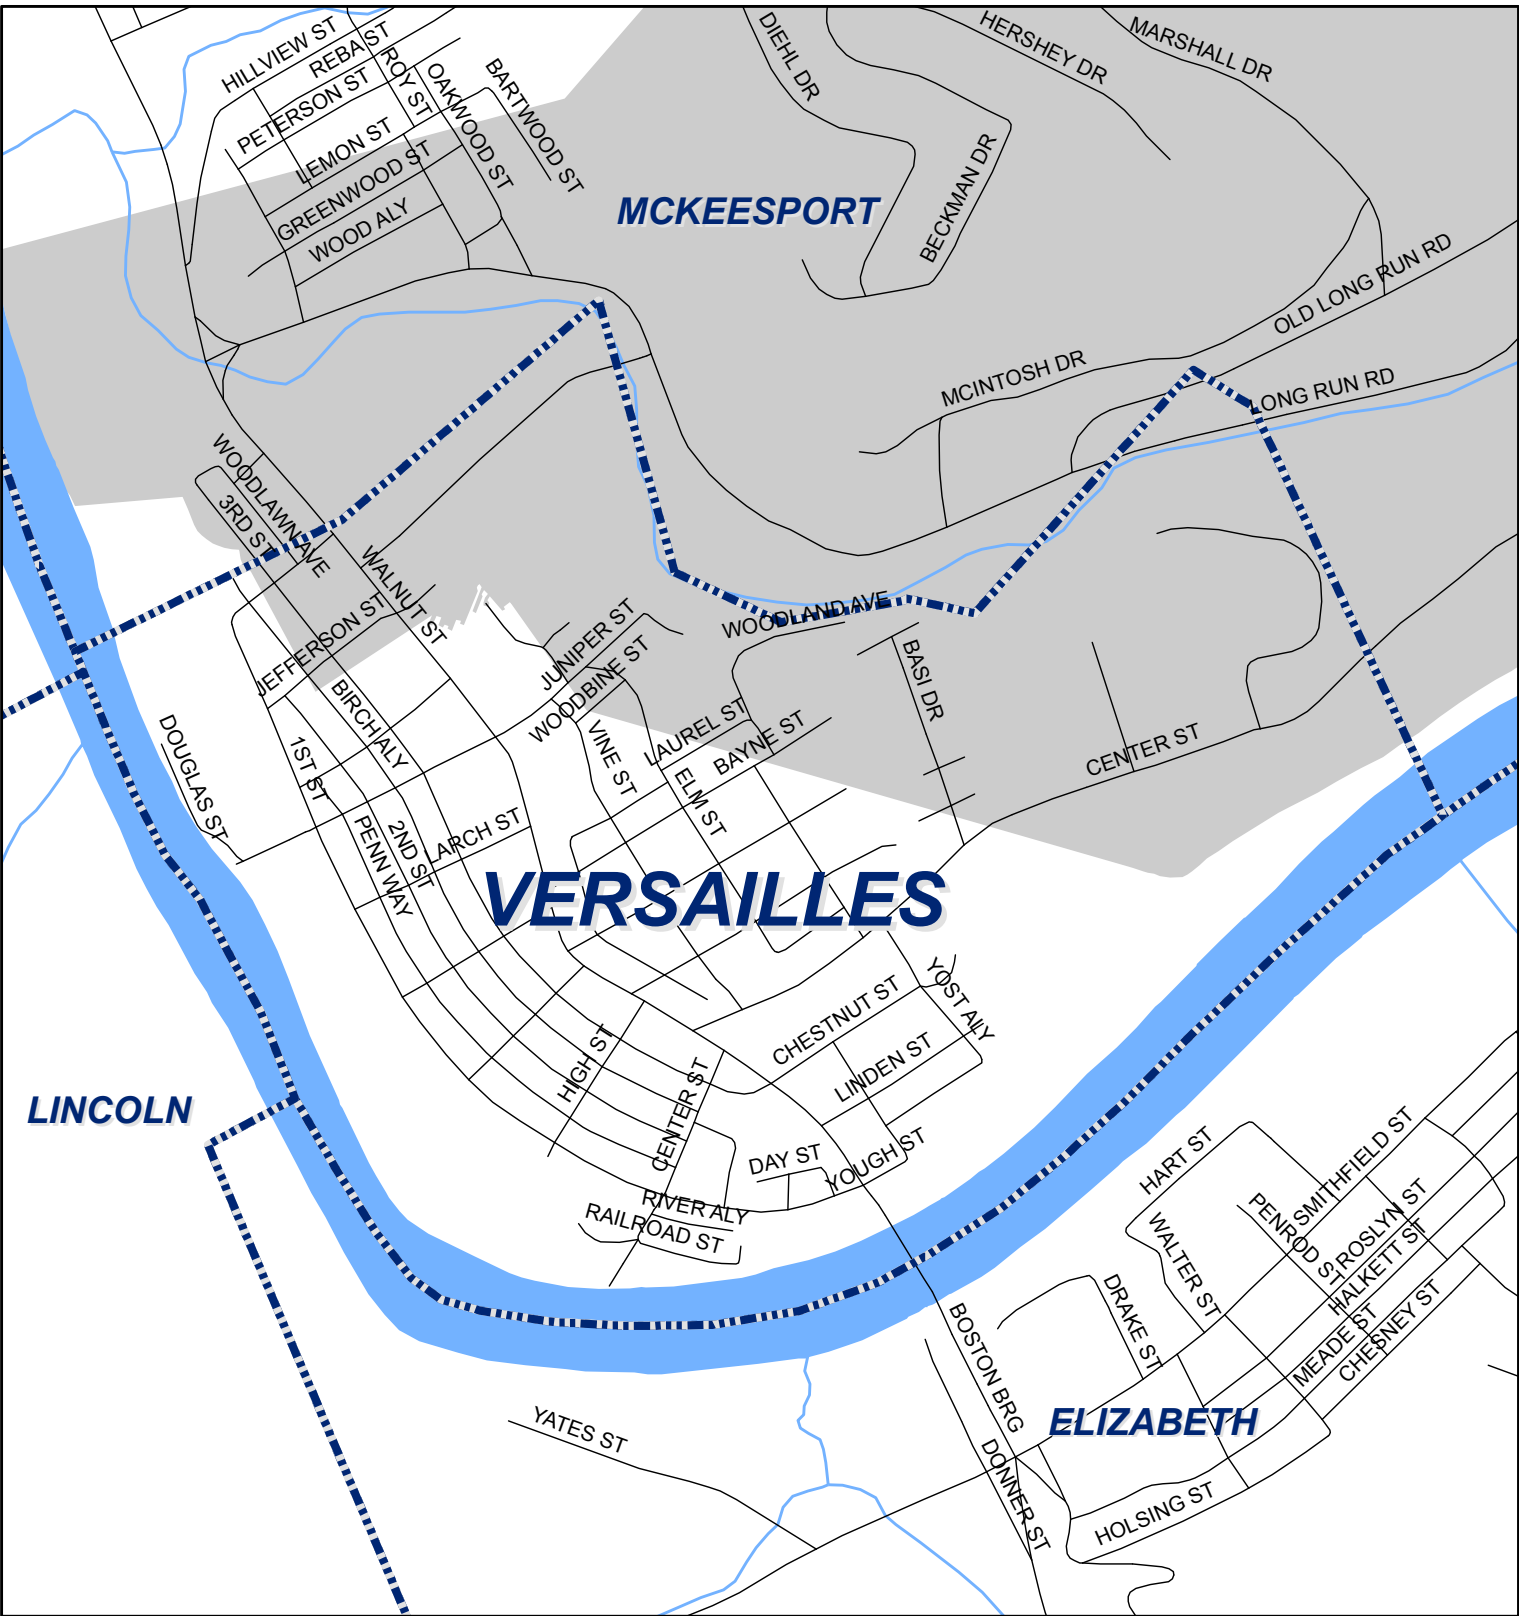 HILLVIEW ST
REBA ST
ROY ST
PETERSON ST
OAKWOOD ST
BARTWOOD ST
LEMON ST
GREENWOOD ST
WOOD ALY
DIEHL DR
HERSHEY DR
MARSHALL DR
BECKMAN DR
MCKEESPORT
OLD LONG RUN RD
MCINTOSH DR
LONG RUN RD
WOODLAWN AVE
3RD ST
WALNUT ST
JEFFERSON ST
JUNIPER ST
WOODBINE ST
WOODLAND AVE
BASI DR
BIRCH ALY
1ST ST
DOUGLAS ST
VINE ST
LAUREL ST
BAYNE ST
ELM ST
CENTER ST
PENN WAY
2ND ST
LARCH ST
VERSAILLES
YOST ALY
CHESTNUT ST
LINDEN ST
HIGH ST
CENTER ST
LINCOLN
DAY ST
YOUGH ST
RIVER ALY
RAILROAD ST
HART ST
SMITHFIELD ST
PENROD ST
ROSLYN ST
WALTER ST
HALKETT ST
DRAKE ST
MEADE ST
CHESNEY ST
BOSTON BRG
ELIZABETH
YATES ST
DONNER ST
HOLSING ST